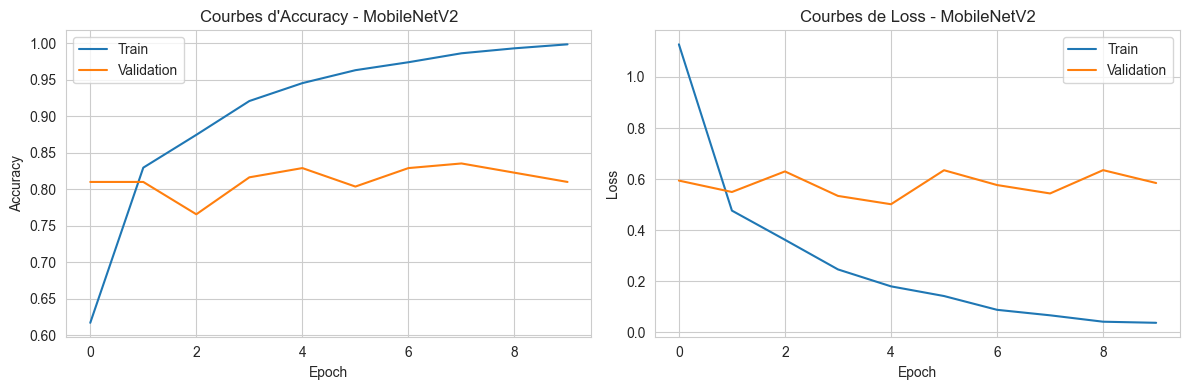 Courbes d'Accuracy - MobileNetV2
Train
Validation
1.00
0.95
0.90
0.85
0.80
0.75
0.70
0.65
0.60
Accuracy
0
2
4
6
8
Epoch
Courbes de Loss - MobileNetV2
Train
Validation
1.0
0.8
0.6
0.4
0.2
0.0
Loss
0
2
4
6
8
Epoch